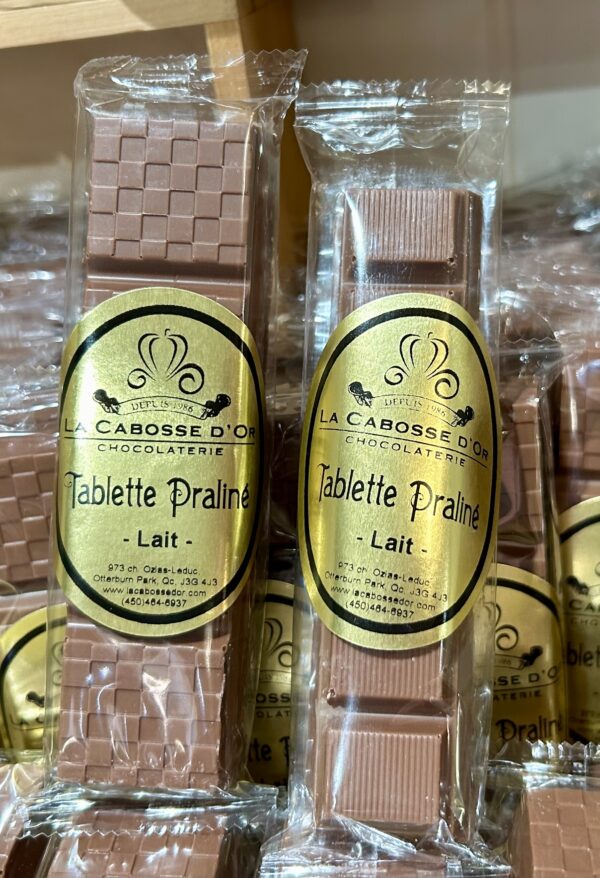 DEPUIS 1986
LA CABOSSE D'OR
CHOCOLATERIE
Tablette Praliné
- Lait -
973 ch. Ozias-Leduc,
Otterburn Park, Qc, J3G 4J3
www.lacabossedor.com
(450)464-6937
DEPUIS 1986
LA CABOSSE D'OR
CHOCOLATERIE
Tablette Praliné
- Lait -
973 ch. Ozias-Leduc,
Otterburn Park, Qc, J3G 4J3
www.lacabossedor.com
(450)464-6937